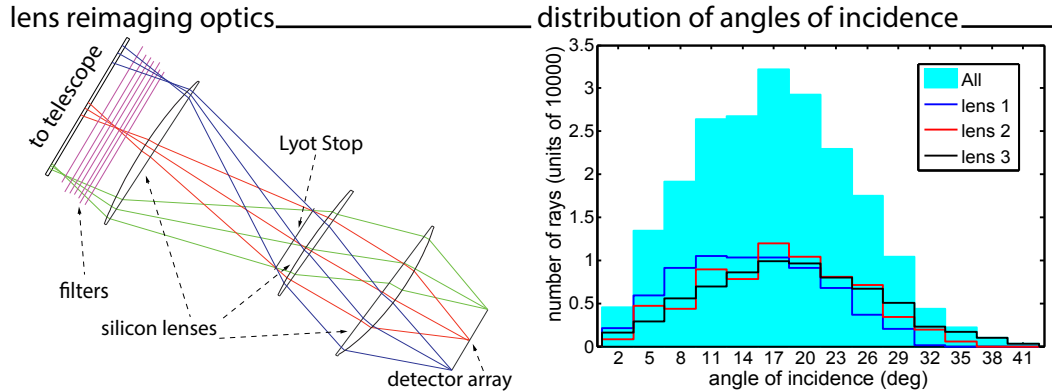 lens reimaging optics
to telescope
Lyot Stop
filters
silicon lenses
detector array
distribution of angles of incidence
number of rays (units of 10000)
3.5
3
2.5
2
1.5
1
0.5
0
All
lens 1
lens 2
lens 3
2 5 8 11 14 17 20 23 26 29 32 35 38 41
angle of incidence (deg)